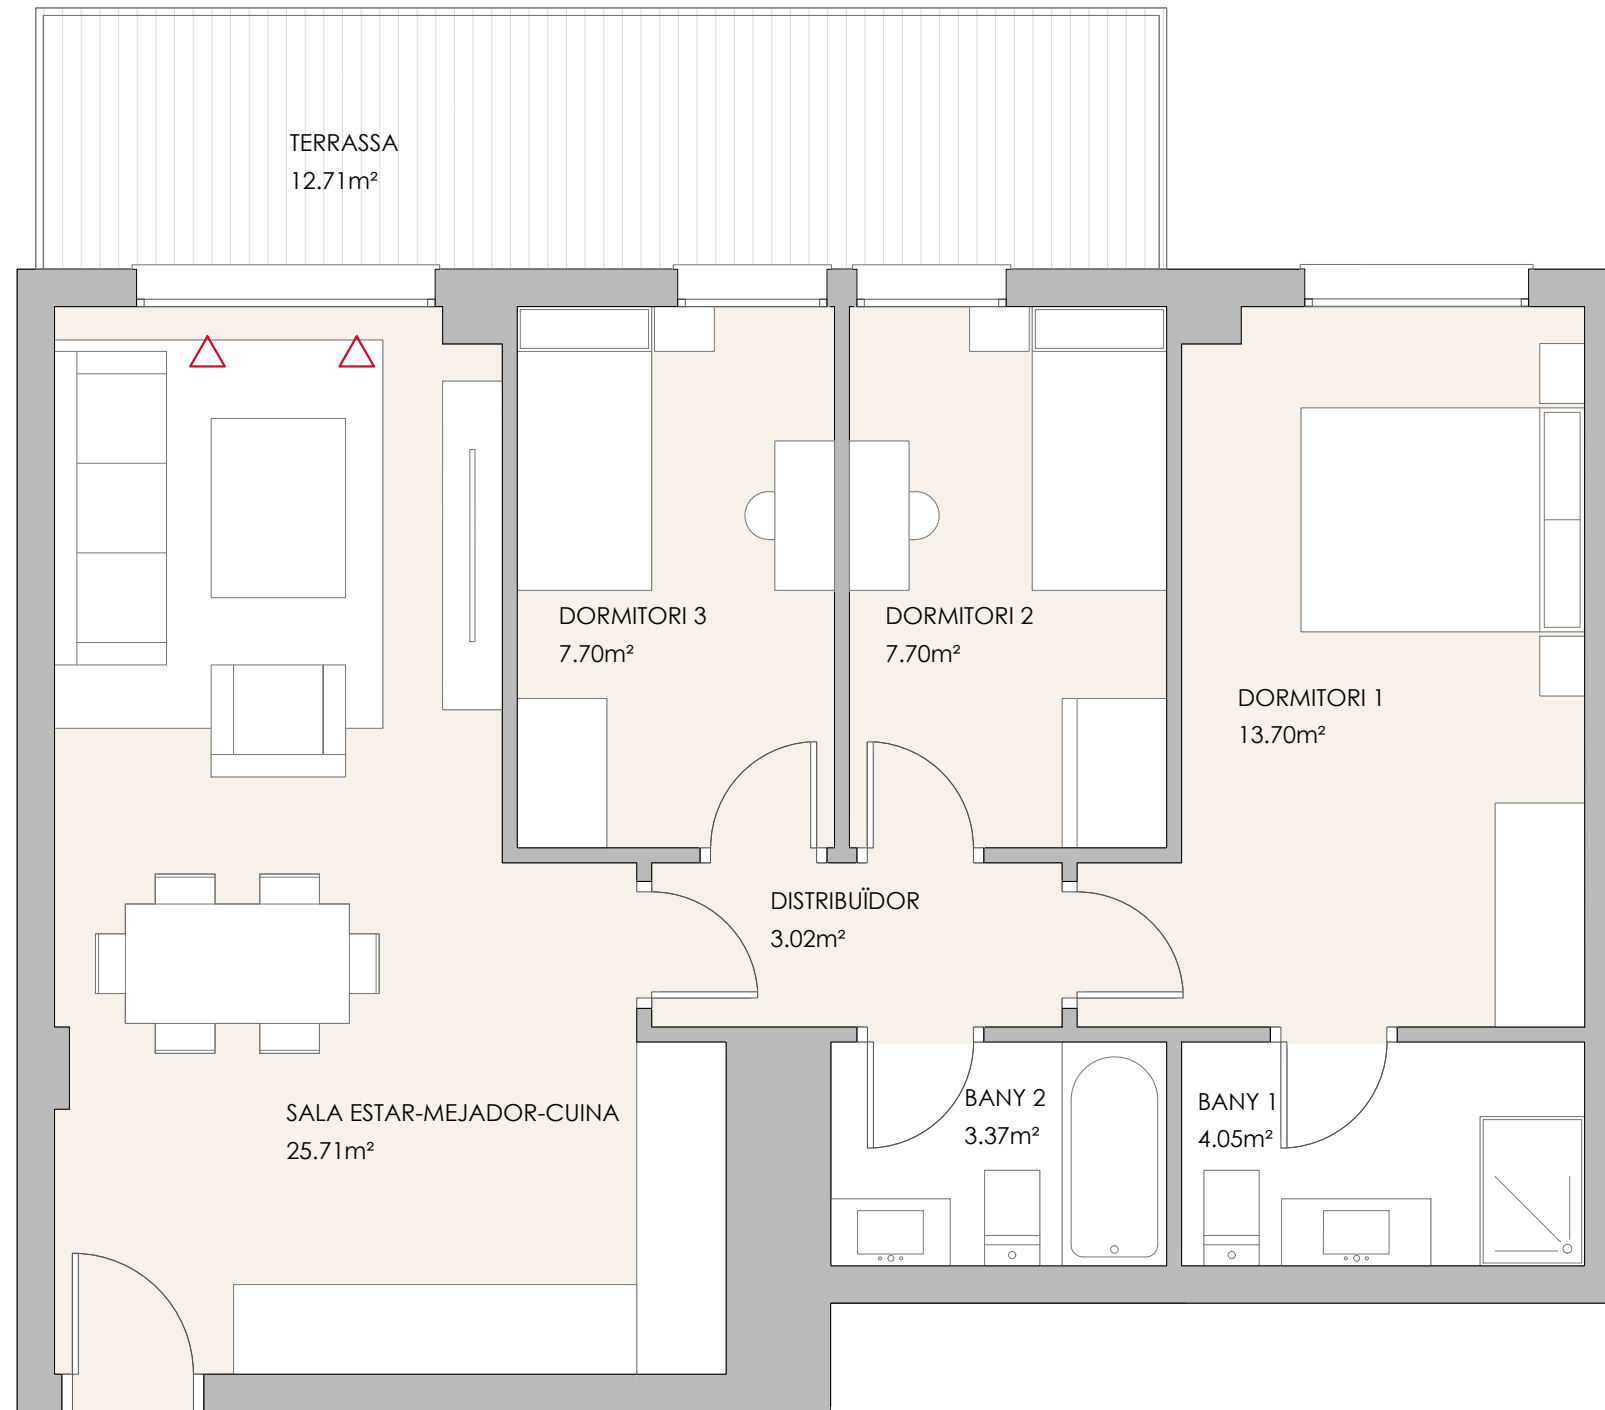 TERRASSA
12.71m²
DORMITORI 3
7.70m²
DORMITORI 2
7.70m²
DORMITORI 1
13.70m²
DISTRIBUÏDOR
3.02m²
SALA ESTAR-MEJADOR-CUINA
25.71m²
BANY 2
3.37m²
BANY 1
4.05m²